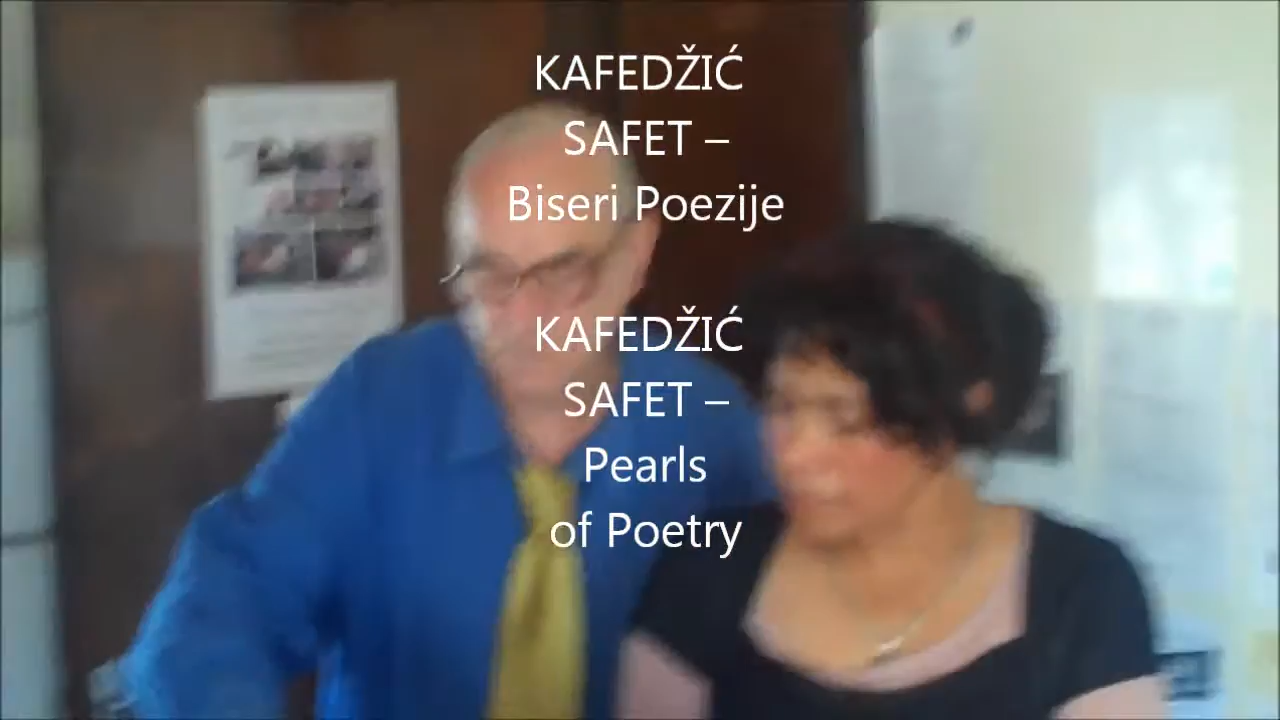 KAFEDŽIĆ
SAFET –
Biseri Poezije
KAFEDŽIĆ
SAFET –
Pearls
of Poetry